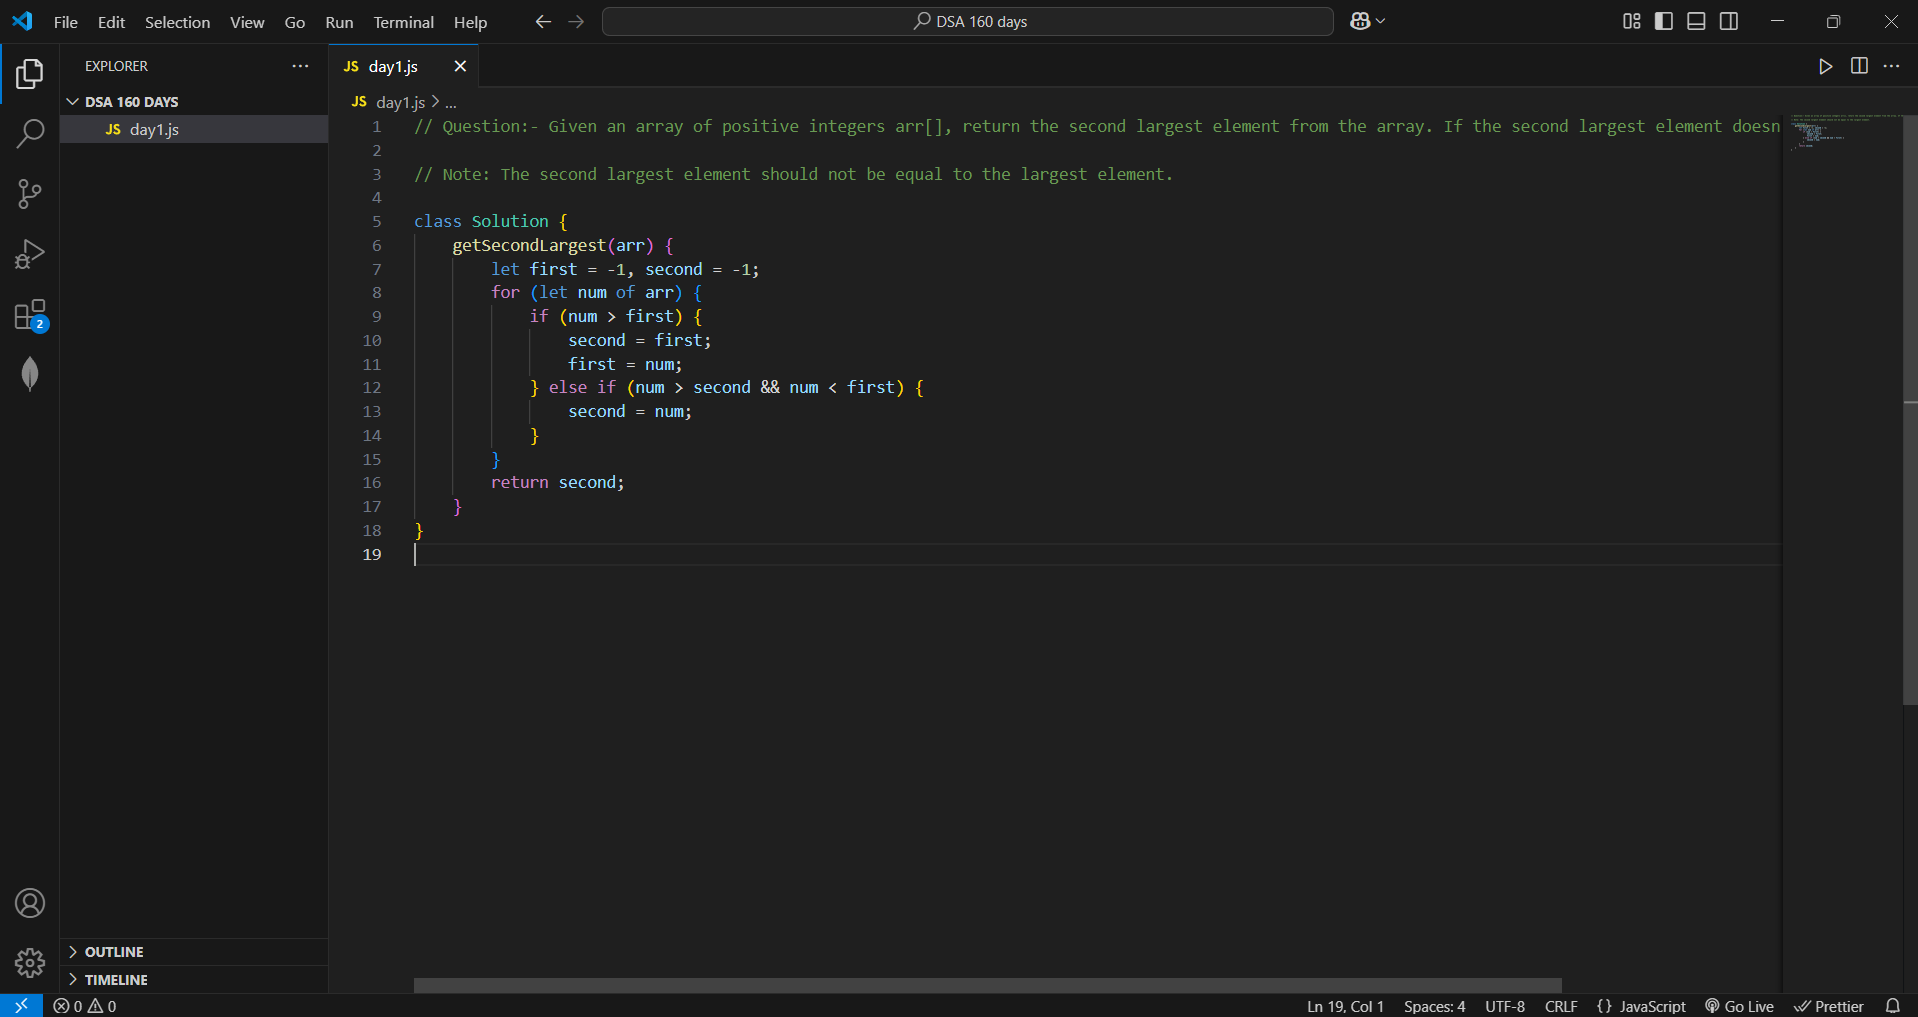 File Edit Selection View Go Run Terminal Help
DSA 160 days
EXPLORER
DSA 160 DAYS
JS day1.js
2
OUTLINE
TIMELINE
JS day1.js
JS day1.js > ...
1 // Question:- Given an array of positive integers arr[], return the second largest element from the array. If the second largest element doesn
2
3 // Note: The second largest element should not be equal to the largest element.
4
5 class Solution {
6 getSecondLargest(arr) {
7 let first = -1, second = -1;
8 for (let num of arr) {
9 if (num > first) {
10 second = first;
11 first = num;
12 } else if (num > second && num < first) {
13 second = num;
14 }
15 }
16 return second;
17 }
18 }
19
0 0
Ln 19, Col 1 Spaces: 4 UTF-8 CRLF {} JavaScript Go Live Prettier